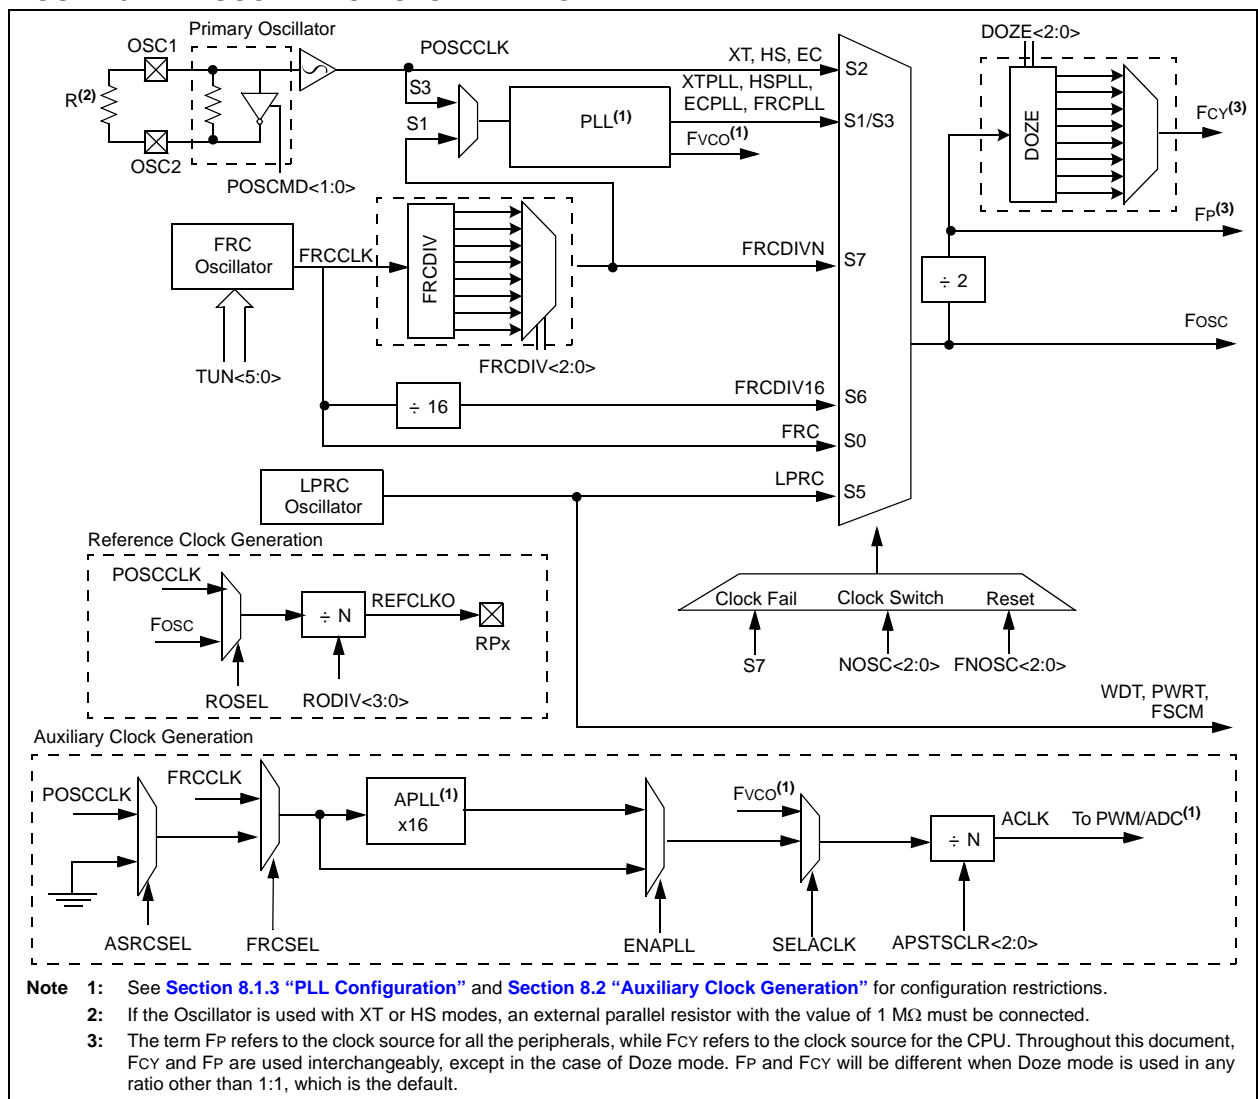 Primary Oscillator
OSC1
R(2)
OSC2
POSCMD<1:0>
POSCCLK
S3
S1
PLL(1)
XT, HS, EC
XTPLL, HSPLL,
ECPLL, FRCPLL
FVCO(1)
S2
S1/S3
DOZE<2:0>
DOZE
FCY(3)
FP(3)
FRC
Oscillator
FRCCLK
FRCDIV
FRCDIVN
S7
÷ 2
FOSC
TUN<5:0>
FRCDIV<2:0>
÷ 16
FRCDIV16
S6
FRC
S0
LPRC
Oscillator
LPRC
S5
Reference Clock Generation
POSCCLK
FOSC
÷ N
REFCLKO
RPx
ROSEL
RODIV<3:0>
Clock Fail
Clock Switch
Reset
S7
NOSC<2:0>
FNOSC<2:0>
WDT, PWRT,
FSCM
Auxiliary Clock Generation
POSCCLK
FRCCLK
APLL(1)
x16
FVCO(1)
÷ N
ACLK
To PWM/ADC(1)
ASRCSEL
FRCSEL
ENAPLL
SELACLK
APSTSCLR<2:0>
Note 1: See Section 8.1.3 “PLL Configuration” and Section 8.2 “Auxiliary Clock Generation” for configuration restrictions.
2: If the Oscillator is used with XT or HS modes, an external parallel resistor with the value of 1 MΩ must be connected.
3: The term FP refers to the clock source for all the peripherals, while FCY refers to the clock source for the CPU. Throughout this document,
FCY and FP are used interchangeably, except in the case of Doze mode. FP and FCY will be different when Doze mode is used in any
ratio other than 1:1, which is the default.